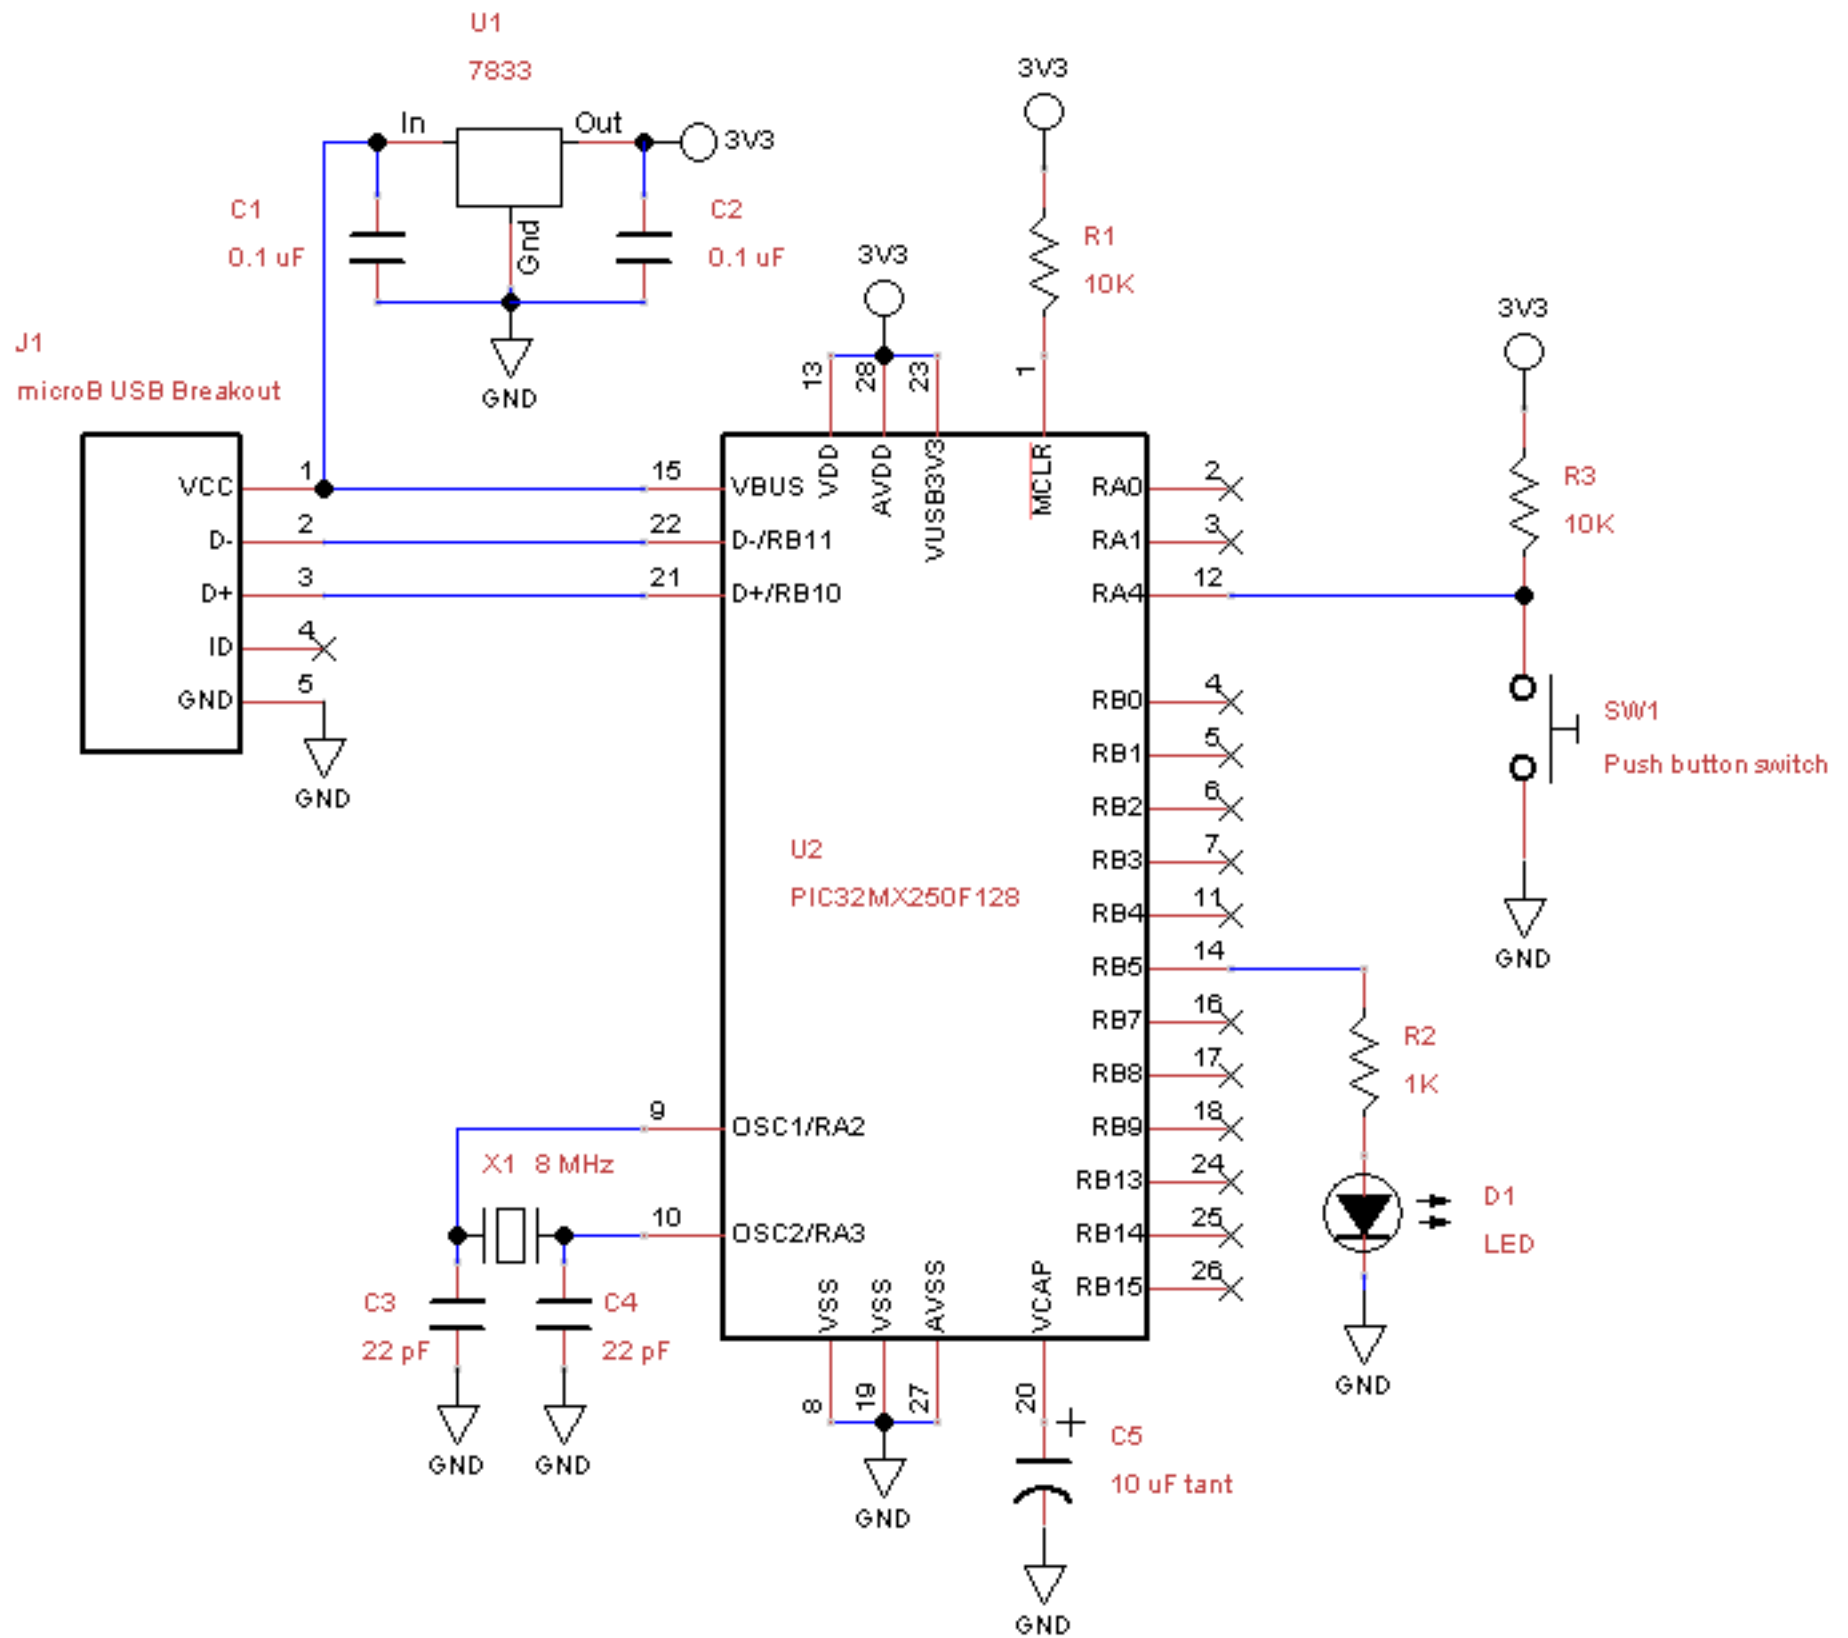 U1
7833
In
Out
3V3
Gnd
C1
0.1 uF
C2
0.1 uF
GND
3V3
R1
10K
3V3
3V3
R3
10K
J1
microB USB Breakout
VCC
1
D-
2
D+
3
ID
4
GND
5
GND
13
28
23
1
VDD
AVDD
VUSB3V3
MCLR
15
VBUS
22
D-/RB11
21
D+/RB10
9
OSC1/RA2
10
OSC2/RA3
U2
PIC32MX250F128
RA0
2
RA1
3
RA4
12
RB0
4
RB1
5
RB2
6
RB3
7
RB4
11
RB5
14
RB7
16
RB8
17
RB9
18
RB13
24
RB14
25
RB15
26
SW1
Push button switch
GND
R2
1K
D1
LED
GND
X1 8 MHz
C3
22 pF
C4
22 pF
GND
GND
VSS
VSS
AVSS
VCAP
8
19
27
20
GND
+
C5
10 uF tant
GND